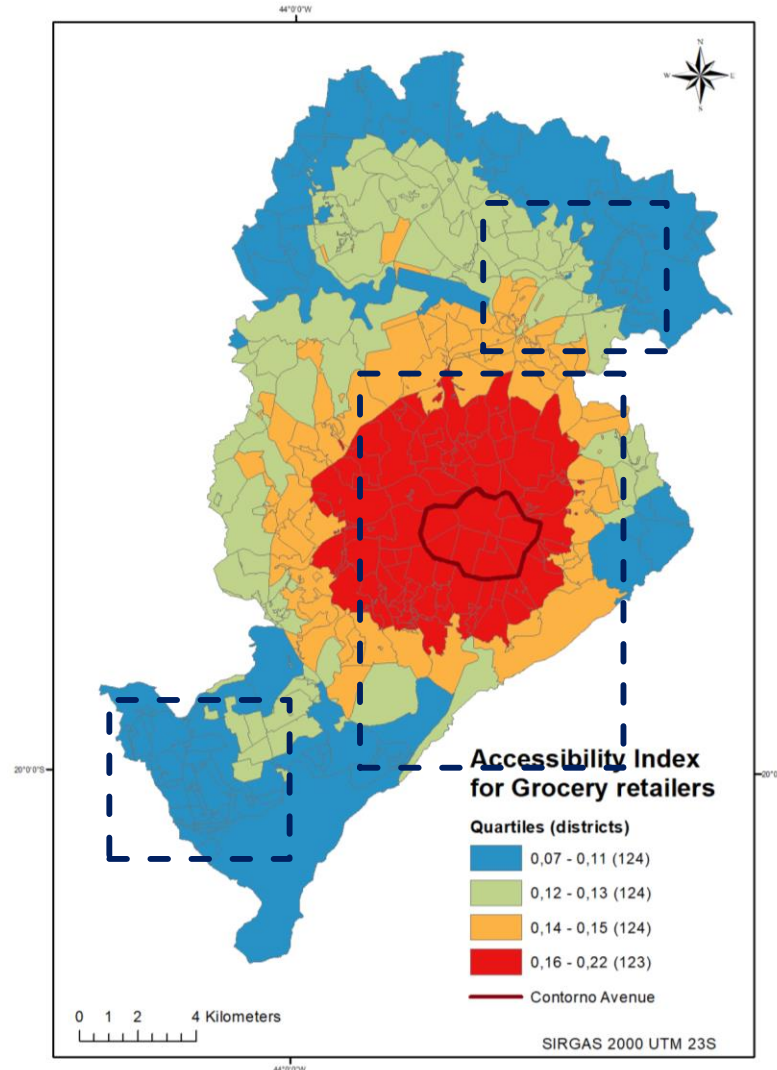 44°0'0"W
N
W
E
S
20°0'0"S
20°0'
Accessibility Index
for Grocery retailers
Quartiles (districts)
0,07 - 0,11 (124)
0,12 - 0,13 (124)
0,14 - 0,15 (124)
0,16 - 0,22 (123)
Contorno Avenue
0 1 2 4 Kilometers
SIRGAS 2000 UTM 23S